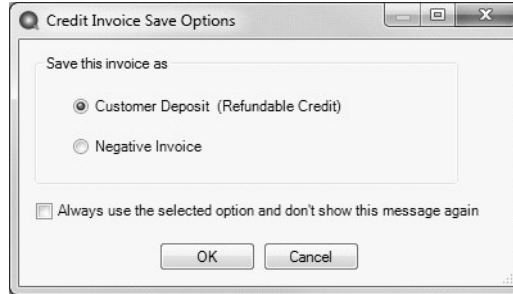 Credit Invoice Save Options
Save this invoice as
Customer Deposit (Refundable Credit)
Negative Invoice
Always use the selected option and don't show this message again
OK Cancel